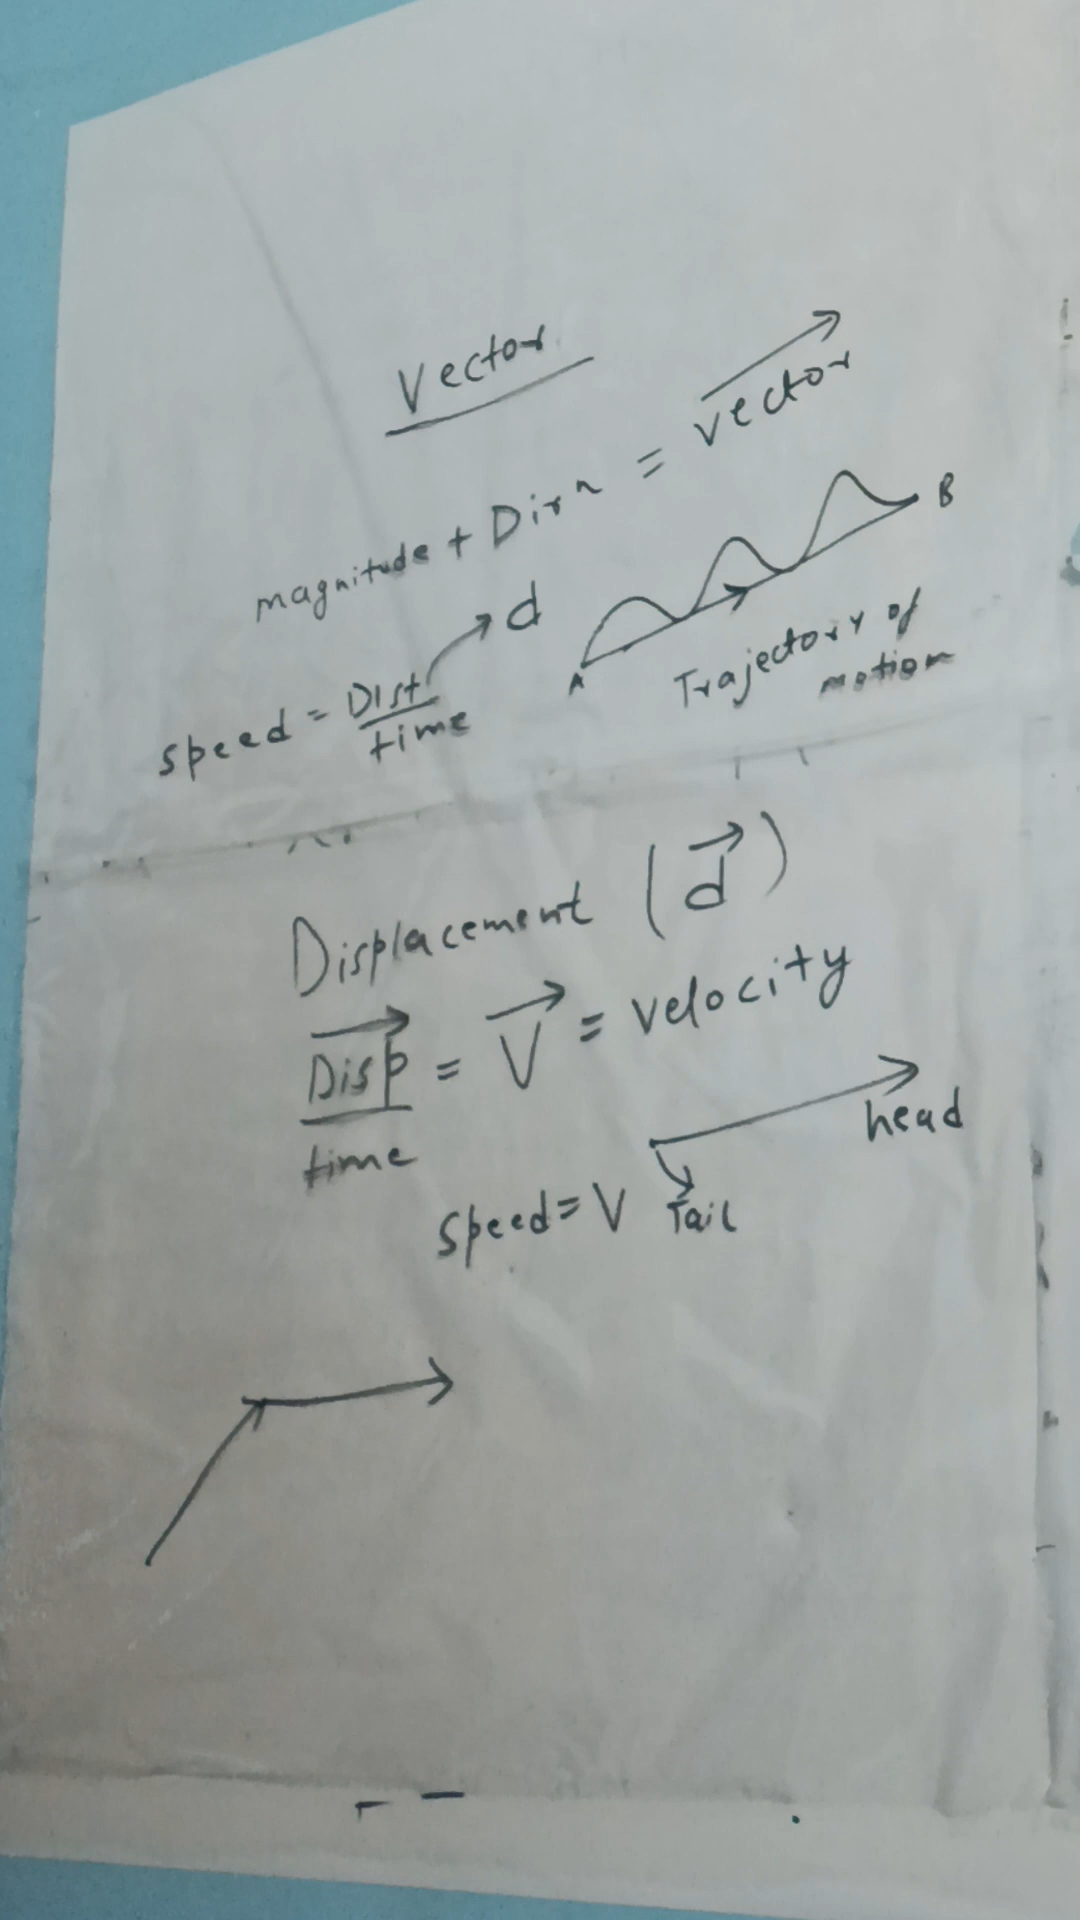 Vector
magnitude + Dirⁿ = vector
d
B
A
Trajectory of
motion
speed = Dist
time
Displacement (d)
Disp = V = velocity
time
head
Tail
speed = V